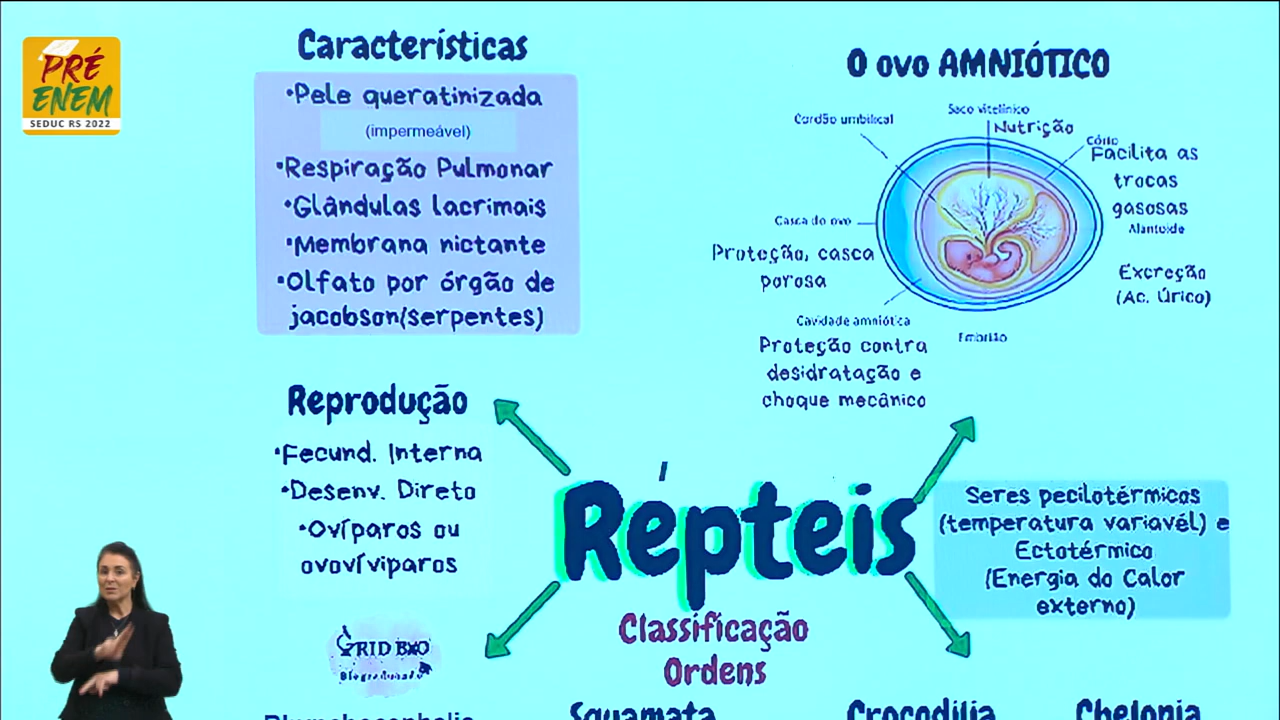 PRÉ
ENEM
SEDUC RS 2022
Características
•Pele queratinizada
(impermeável)
•Respiração Pulmonar
•Glândulas lacrimais
•Membrana nictante
•Olfato por órgão de
jacobson(serpentes)
O ovo AMNIÓTICO
Cordão umbilical
Saco vitelínico
Nutrição
Cório
Facilita as
trocas
gasosas
Alantoide
Excreção
(Ac. Úrico)
Casca do ovo
Proteção, casca
porosa
Cavidade amniótica
Proteção contra
desidratação e
choque mecânico
Embrião
Reprodução
•Fecund. Interna
•Desenv. Direto
•Ovíparos ou
ovovívíparos
Répteis
Seres pecilotérmicos
(temperatura variavél) e
Ectotérmico
(Energia do Calor
externo)
Classificação
Ordens
Squamata
Crocodilia
Chelonia